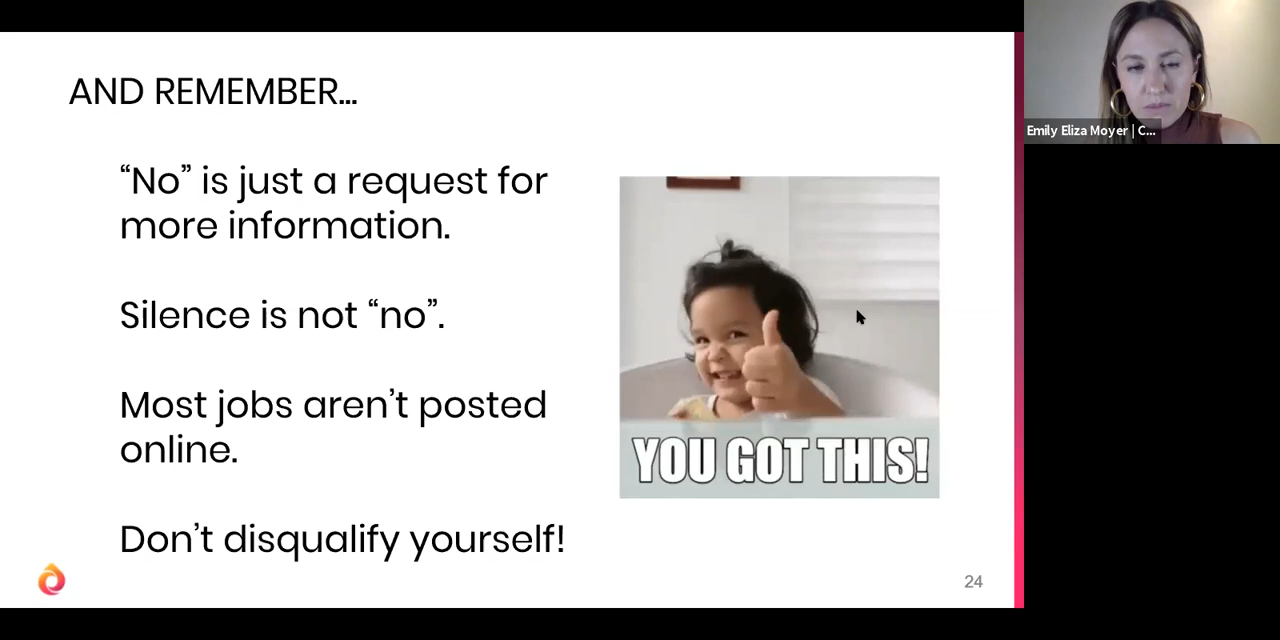 AND REMEMBER...
“No” is just a request for
more information.
Silence is not “no”.
Most jobs aren’t posted
online.
Don’t disqualify yourself!
YOU GOT THIS!
24
Emily Eliza Moyer | C...